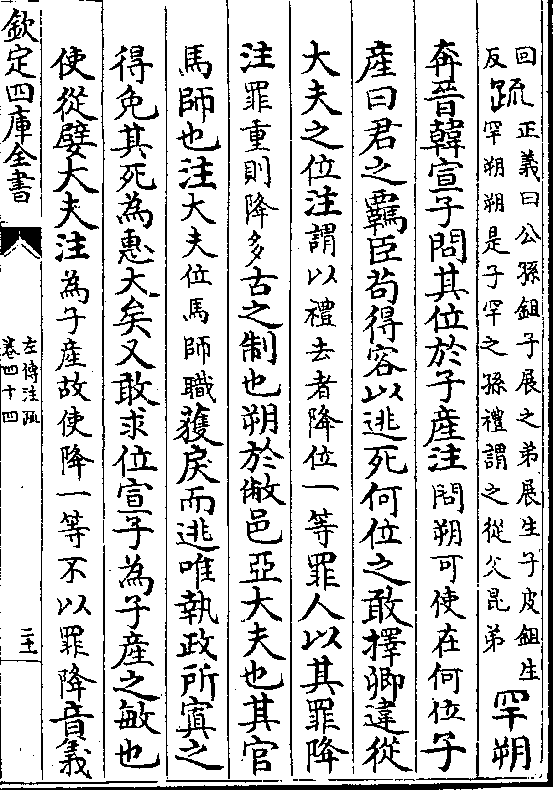 回
反疏正義曰公孫鉏子展之弟展生子皮鉏生罕朔朔是子罕之孫禮謂之從父昆弟罕朔
奔晉韓宣子問其位於子產注問朔可使在何位子
產曰君之羈臣苟得容以逃死何位之敢擇卿違從
大夫之位注謂以禮去者降位一等罪人以其罪降
注罪重則降多古之制也朔於敝邑亞大夫也其官
馬師也注大夫位馬師職獲戾而逃唯執政所寘之
得免其死為惠大矣又敢求位宣子為子產之敏也
使從嬖大夫注為子產故使降一等不以罪降音義
欽定四庫全書
左傳注疏
卷四十四
二十